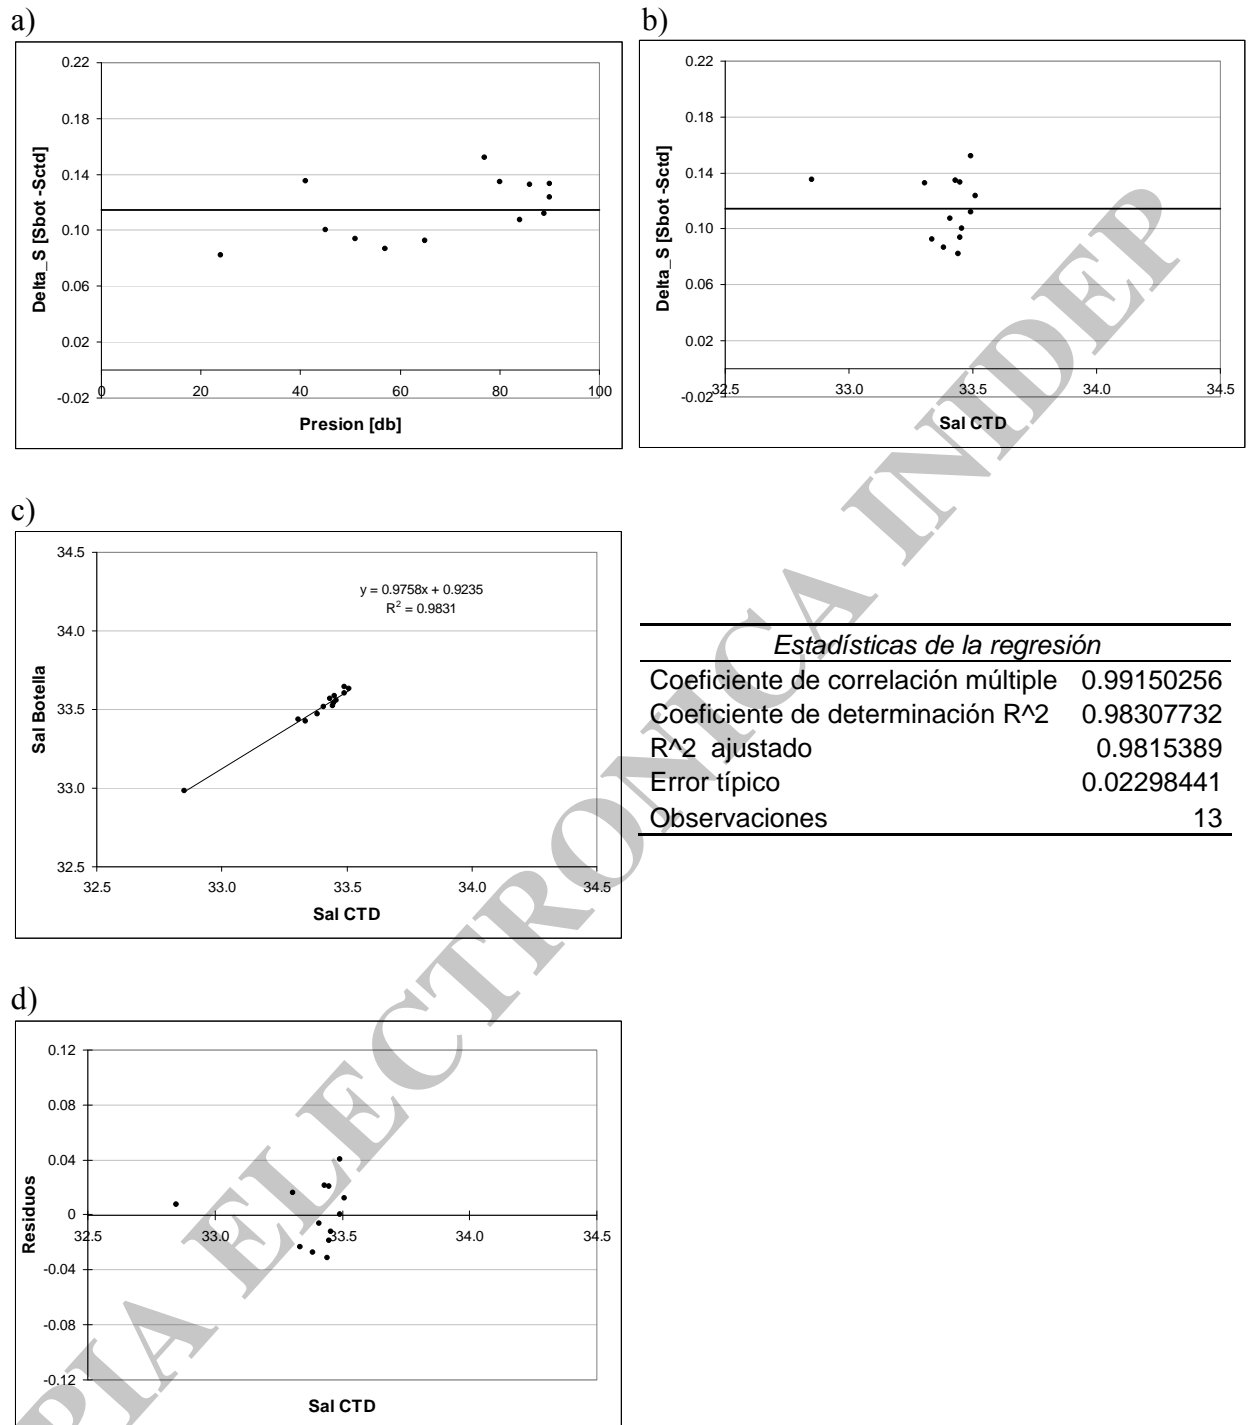 a)
0.22
0.18
0.14
0.10
0.06
0.02
-0.02
Delta_S [Sbot -Sctd]
0 20 40 60 80 100
Presion [db]
b)
0.22
0.18
0.14
0.10
0.06
0.02
-0.02
Delta_S [Sbot -Sctd]
32.5 33.0 33.5 34.0 34.5
Sal CTD
c)
34.5
34.0
33.5
33.0
32.5
Sal Botella
y = 0.9758x + 0.9235
R² = 0.9831
32.5 33.0 33.5 34.0 34.5
Sal CTD
Estadísticas de la regresión
Coeficiente de correlación múltiple 0.99150256
Coeficiente de determinación R^2 0.98307732
R^2 ajustado 0.9815389
Error típico 0.02298441
Observaciones 13
d)
0.12
0.08
0.04
0
-0.04
-0.08
-0.12
Residuos
32.5 33.0 33.5 34.0 34.5
Sal CTD
PIA ELECTRONICA INIDEP